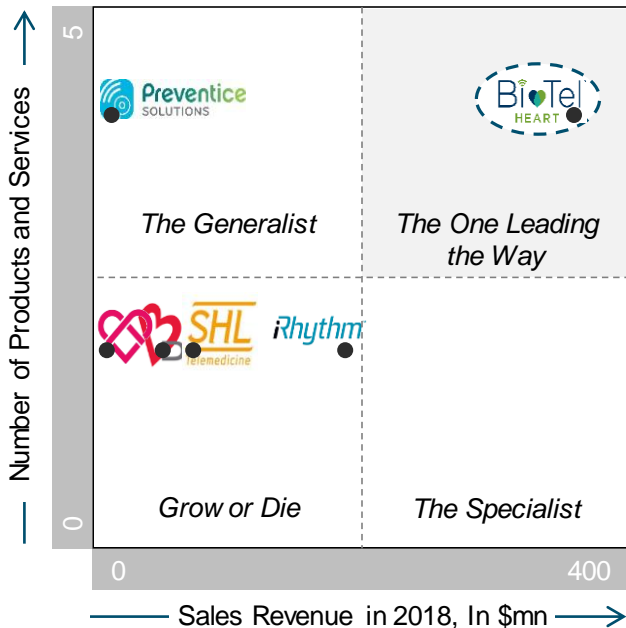 Number of Products and Services
5
Preventice
SOLUTIONS
BioTel
HEART
The Generalist
The One Leading
the Way
SHL
Telemedicine
iRhythm
Grow or Die
The Specialist
0
0
400
Sales Revenue in 2018, In $mn